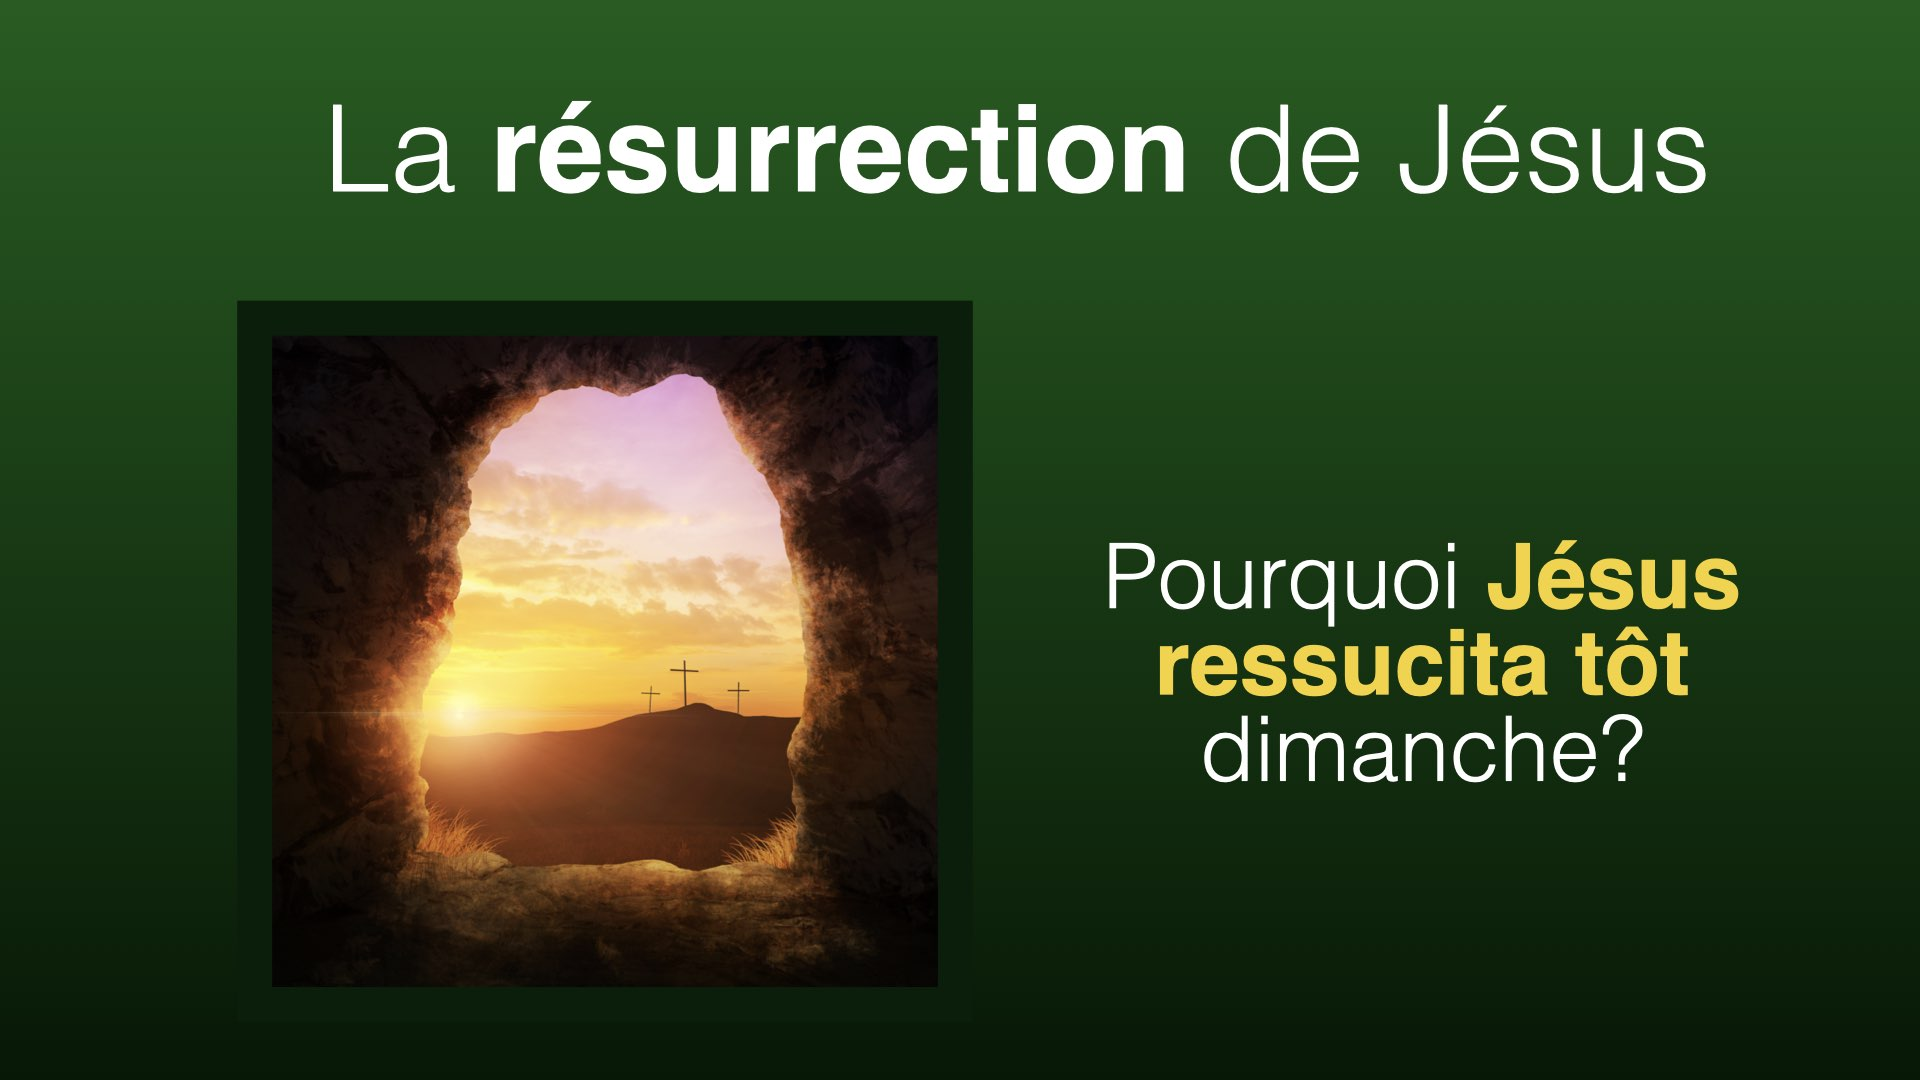 La résurrection de Jésus
Pourquoi Jésus
ressucita tôt
dimanche?